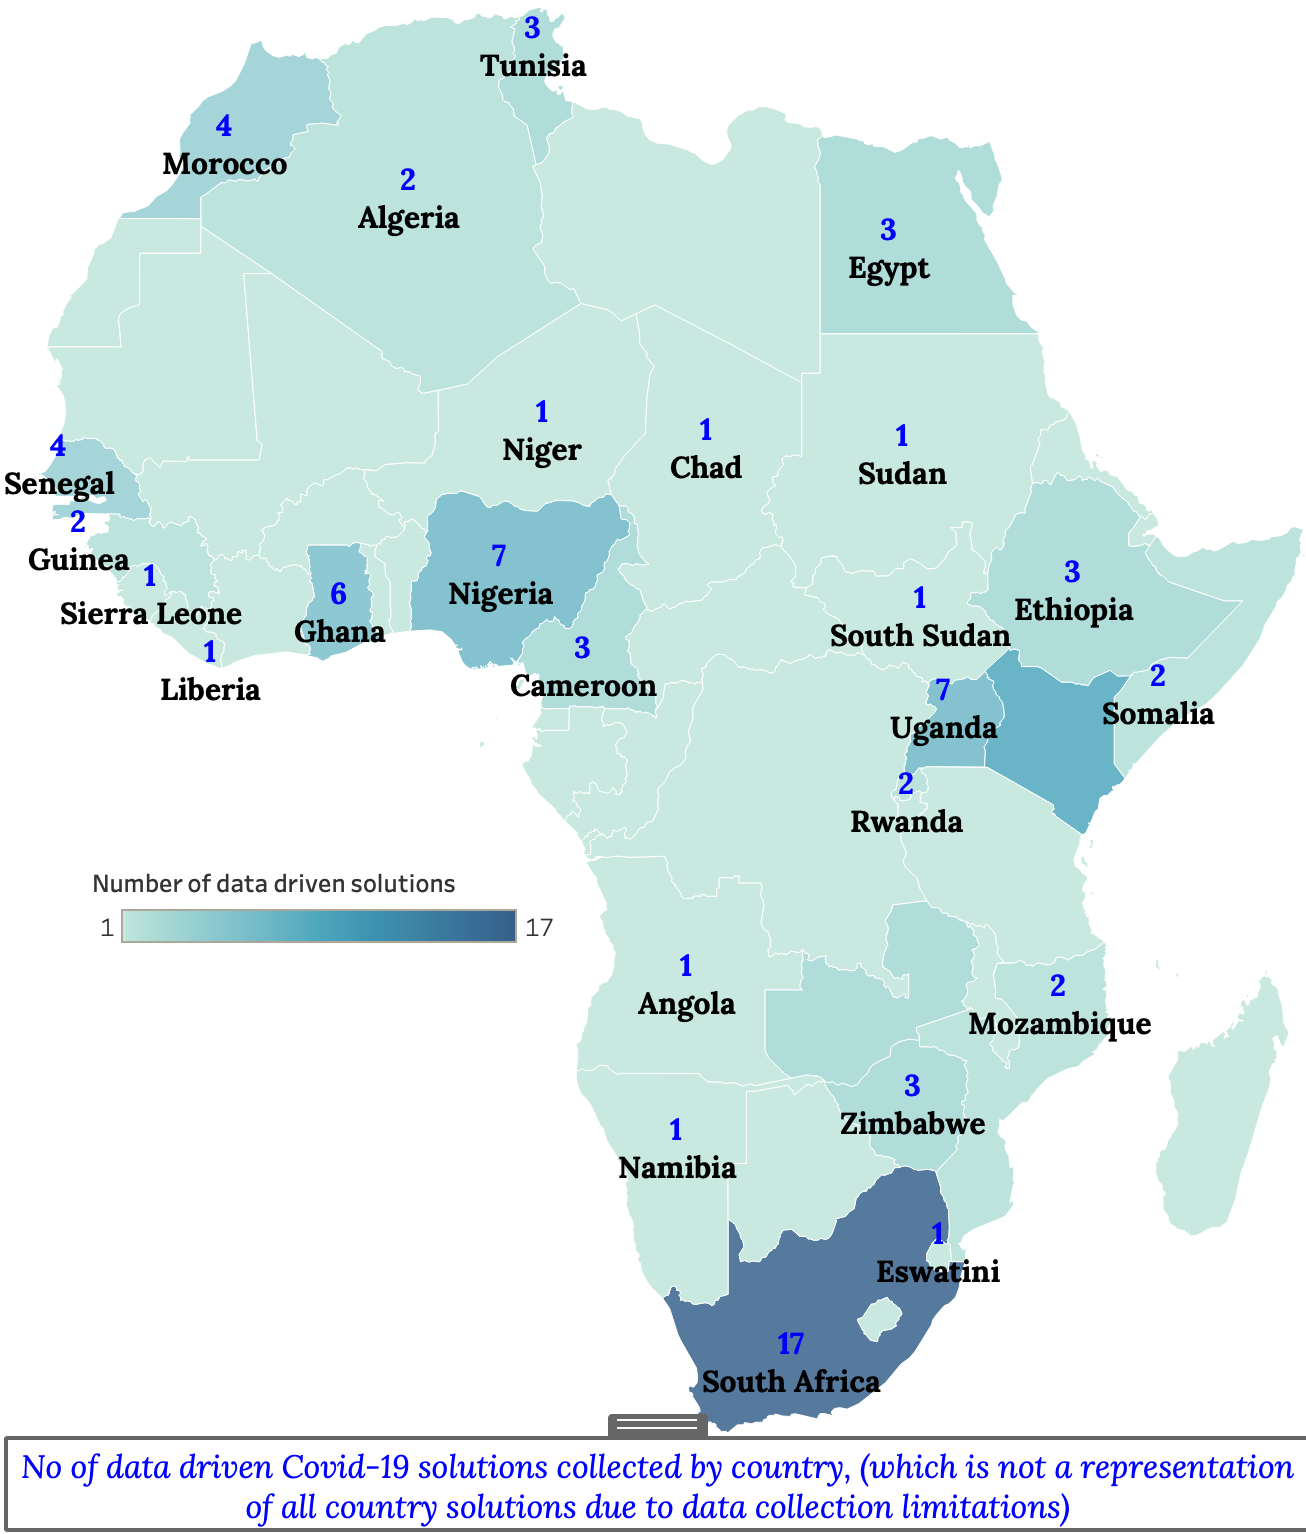 3
Tunisia
4
Morocco
2
Algeria
3
Egypt
1
Niger
1
Chad
1
Sudan
4
Senegal
2
Guinea
1
Sierra Leone
1
Liberia
6
Ghana
7
Nigeria
3
Cameroon
3
Ethiopia
1
South Sudan
2
Somalia
7
Uganda
2
Rwanda
Number of data driven solutions
1 17
1
Angola
2
Mozambique
3
Zimbabwe
1
Namibia
1
Eswatini
17
South Africa
No of data driven Covid-19 solutions collected by country, (which is not a representation
of all country solutions due to data collection limitations)